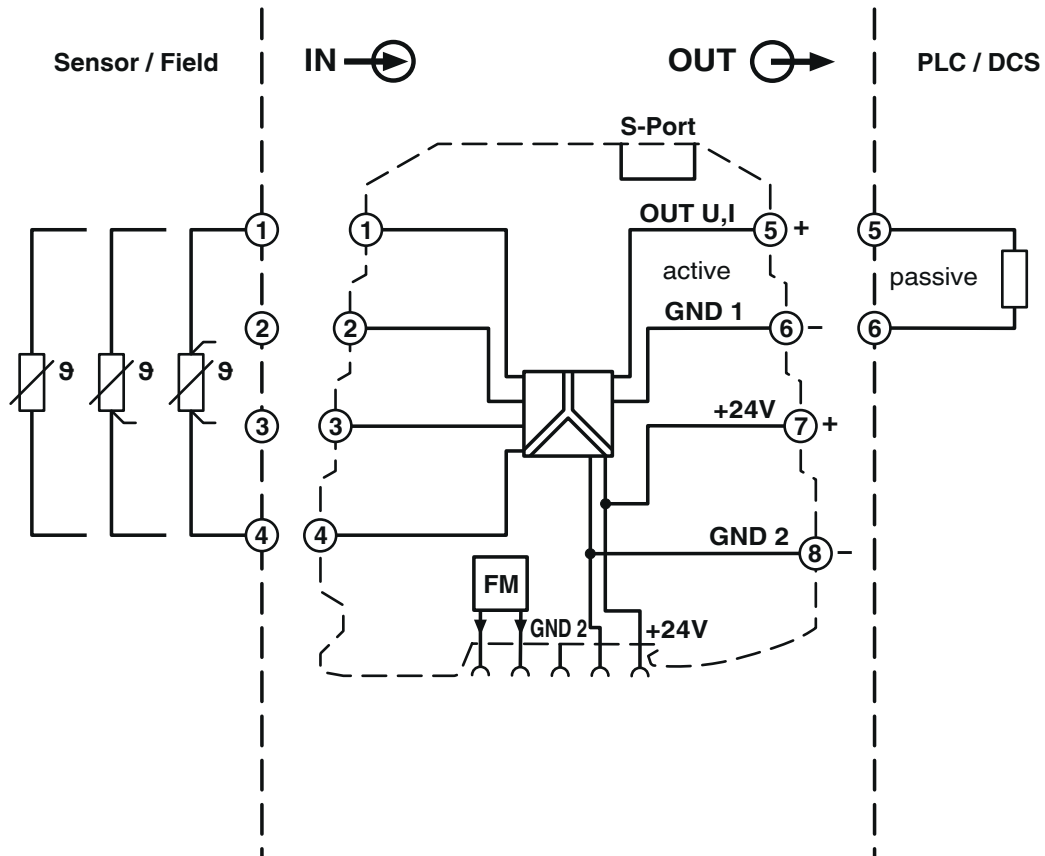 Sensor / Field
IN
OUT
PLC / DCS
S-Port
1
1
OUT U,I
5 +
5
active
passive
2
2
GND 1
6 –
6
ϑ
ϑ
ϑ
3
3
+24V
7 +
4
4
GND 2
8 –
FM
GND 2
+24V